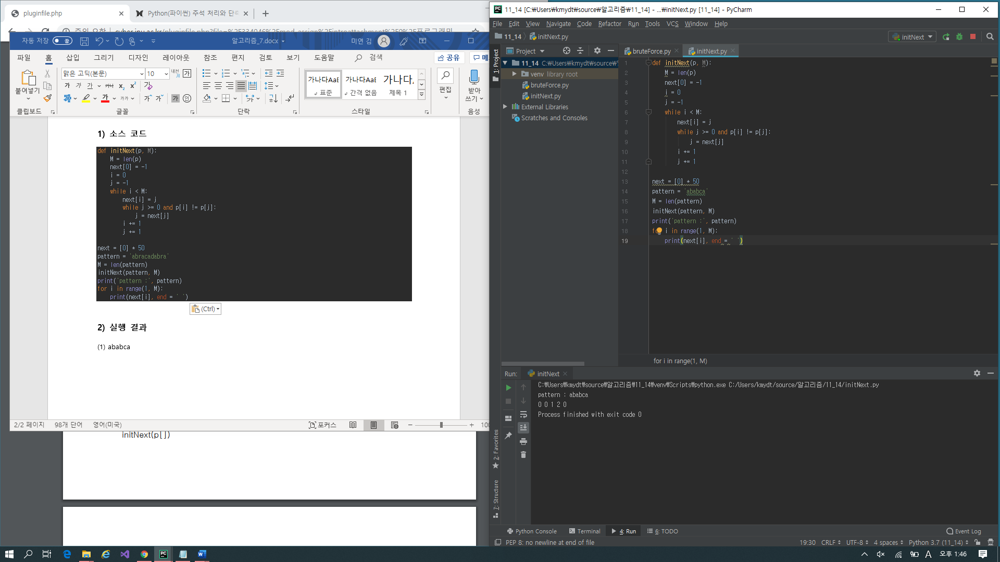 pluginfile.php
Python(파이썬) 주석 처리와 단축
자동 저장
끔
알고리즘_7.docx
미연 김
파일 홈 삽입 그리기 디자인 레이아웃 참조 편지 검토 보기 도움말 검색
공유
메
붙여넣기
맑은 고딕(본문) 10
가나다AaB 가나다AaB 가나다
표준 간격 없음 제목 1
편집
받아
쓰기
클립보드 글꼴 단락 스타일 음성
1) 소스 코드
def initNext(p, M):
M = len(p)
next[0] = -1
i = 0
j = -1
while i < M:
next[i] = j
while j >= 0 and p[i] != p[j]:
j = next[j]
i += 1
j += 1
next = [0] * 50
pattern = 'abracadabra'
M = len(pattern)
initNext(pattern, M)
print('pattern :', pattern)
for i in range(1, M):
print(next[i], end = ' ')
(Ctrl)
2) 실행 결과
(1) ababca
2/2 페이지 98개 단어 영어(미국)
포커스
100
initNext(p[])
11_14 [C:₩Users₩kmydt₩source₩알고리즘₩11_14] - ...₩initNext.py [11_14] - PyCharm
File Edit View Navigate Code Refactor Run Tools VCS Window Help
11_14 initNext.py
initNext
Project
bruteForce.py
initNext.py
1: Project
11_14 C:₩Users₩kmydt₩source₩
venv library root
bruteForce.py
initNext.py
External Libraries
Scratches and Consoles
1 def initNext(p, M):
2 M = len(p)
3 next[0] = -1
4 i = 0
5 j = -1
6 while i < M:
7 next[i] = j
8 while j >= 0 and p[i] != p[j]:
9 j = next[j]
10 i += 1
11 j += 1
12
13 next = [0] * 50
14 pattern = 'ababca'
15 M = len(pattern)
16 initNext(pattern, M)
17 print('pattern :', pattern)
18 for i in range(1, M):
19 print(next[i], end = ' ')
for i in range(1, M)
Run: initNext
C:₩Users₩kmydt₩source₩알고리즘₩11_14₩venv₩Scripts₩python.exe C:/Users/kmydt/source/알고리즘/11_14/initNext.py
pattern : ababca
0 0 1 2 0
Process finished with exit code 0
2: Favorites
7: Structure
Python Console
Terminal
4: Run
6: TODO
Event Log
PEP 8: no newline at end of file
19:30 CRLF UTF-8 4 spaces Python 3.7 (11_14)
A
오후 1:46